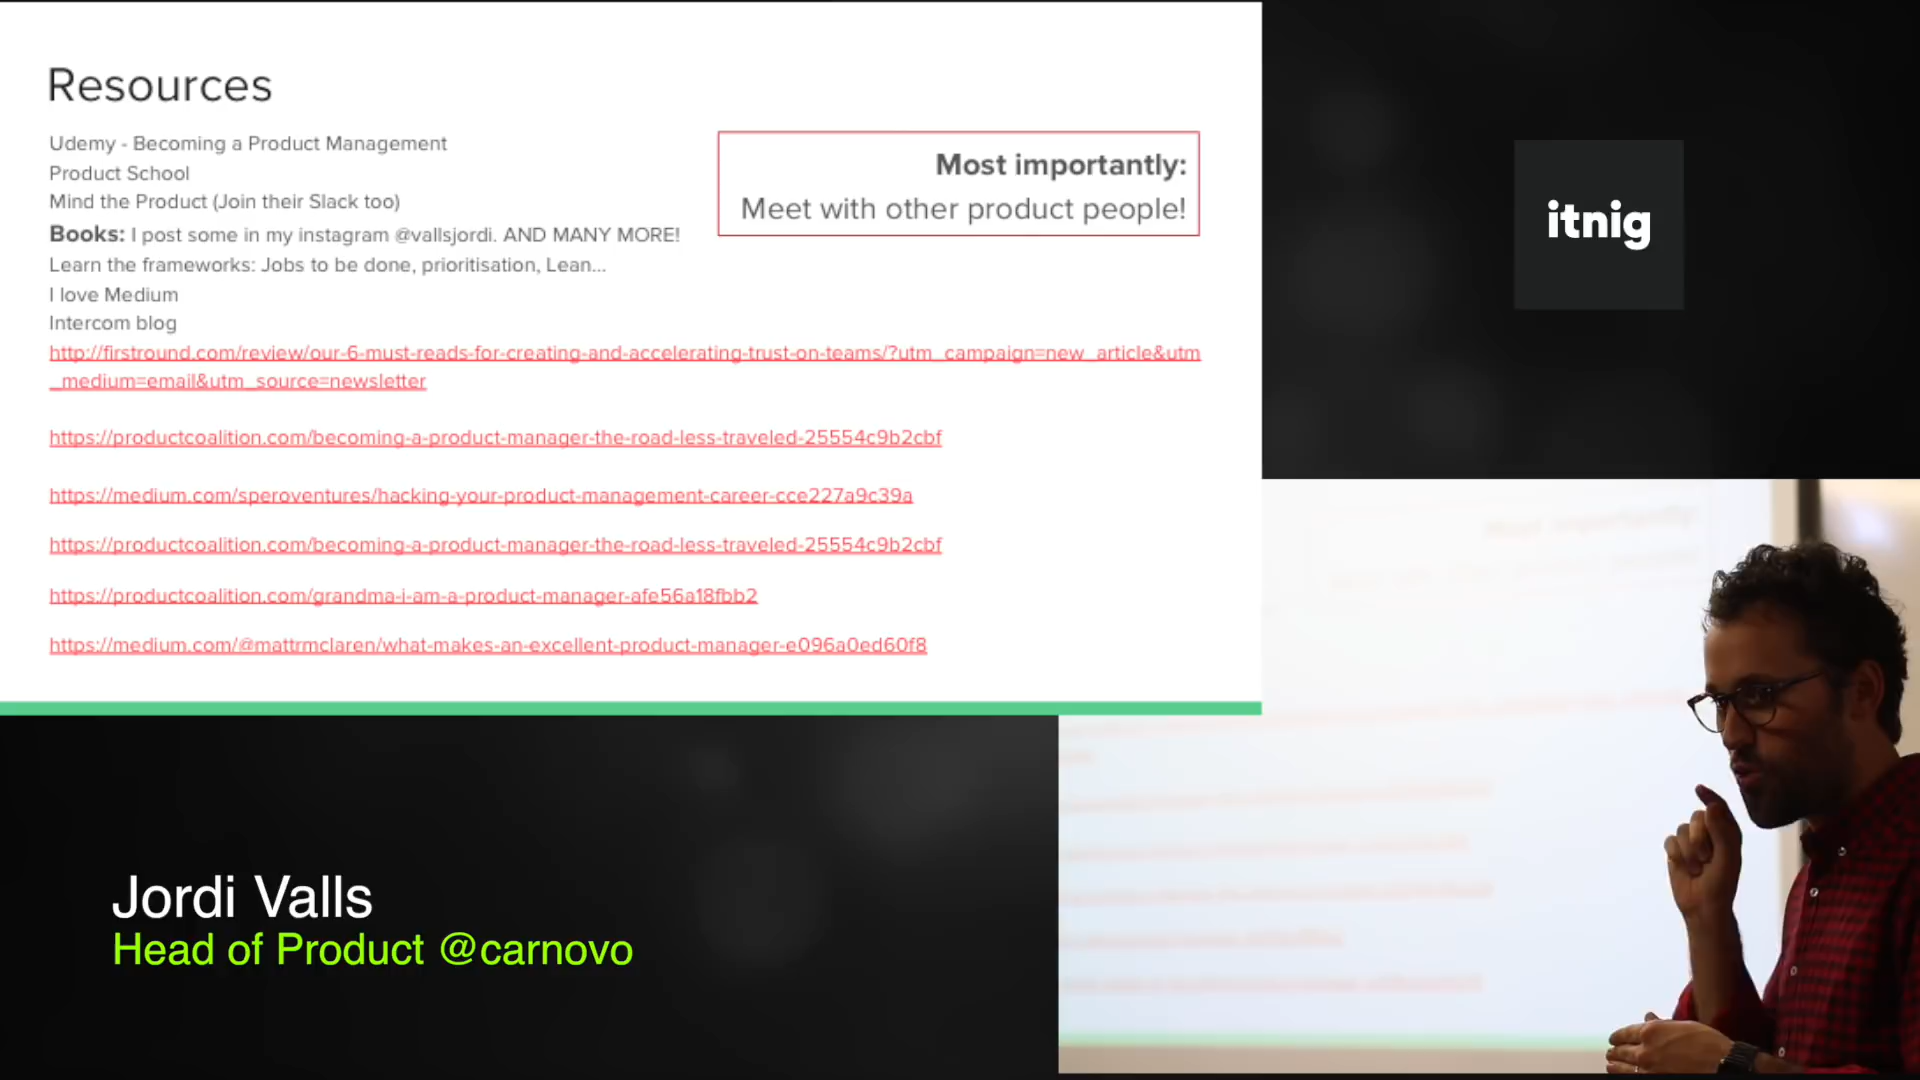 Resources
Udemy - Becoming a Product Management
Product School
Mind the Product (Join their Slack too)
Books: I post some in my instagram @vallsjordi. AND MANY MORE!
Learn the frameworks: Jobs to be done, prioritisation, Lean...
I love Medium
Intercom blog
http://firstround.com/review/our-6-must-reads-for-creating-and-accelerating-trust-on-teams/?utm_campaign=new_article&utm
_medium=email&utm_source=newsletter
https://productcoalition.com/becoming-a-product-manager-the-road-less-traveled-25554c9b2cbf
https://medium.com/speroventures/hacking-your-product-management-career-cce227a9c39a
https://productcoalition.com/becoming-a-product-manager-the-road-less-traveled-25554c9b2cbf
https://productcoalition.com/grandma-i-am-a-product-manager-afe56a18fbb2
https://medium.com/@mattrmclaren/what-makes-an-excellent-product-manager-e096a0ed60f8
Most importantly:
Meet with other product people!
itnig
Jordi Valls
Head of Product @carnovo